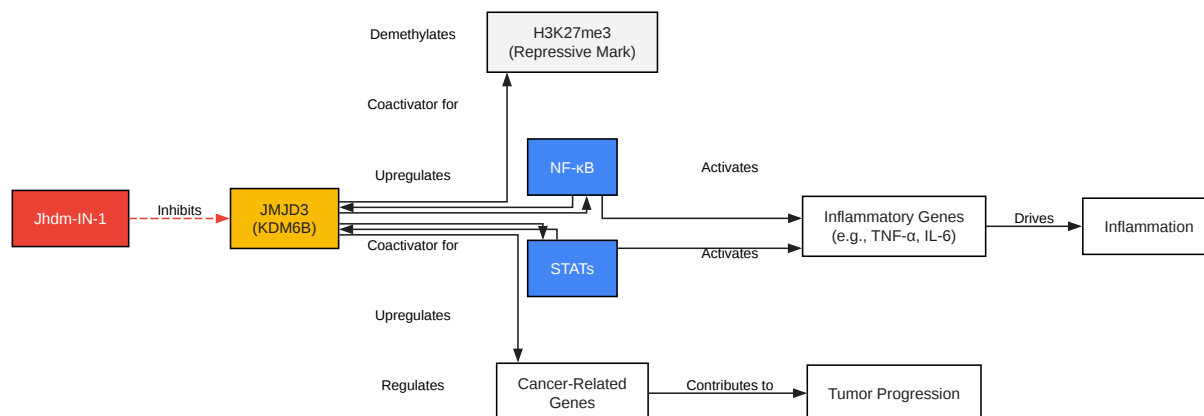 Demethylates
H3K27me3
(Repressive Mark)
Coactivator for
NF-κB
Activates
Upregulates
Jhdm-IN-1
Inhibits
JMJD3
(KDM6B)
Inflammatory Genes
(e.g., TNF-α, IL-6)
Drives
Inflammation
Coactivator for
STATs
Activates
Upregulates
Regulates
Cancer-Related
Genes
Contributes to
Tumor Progression